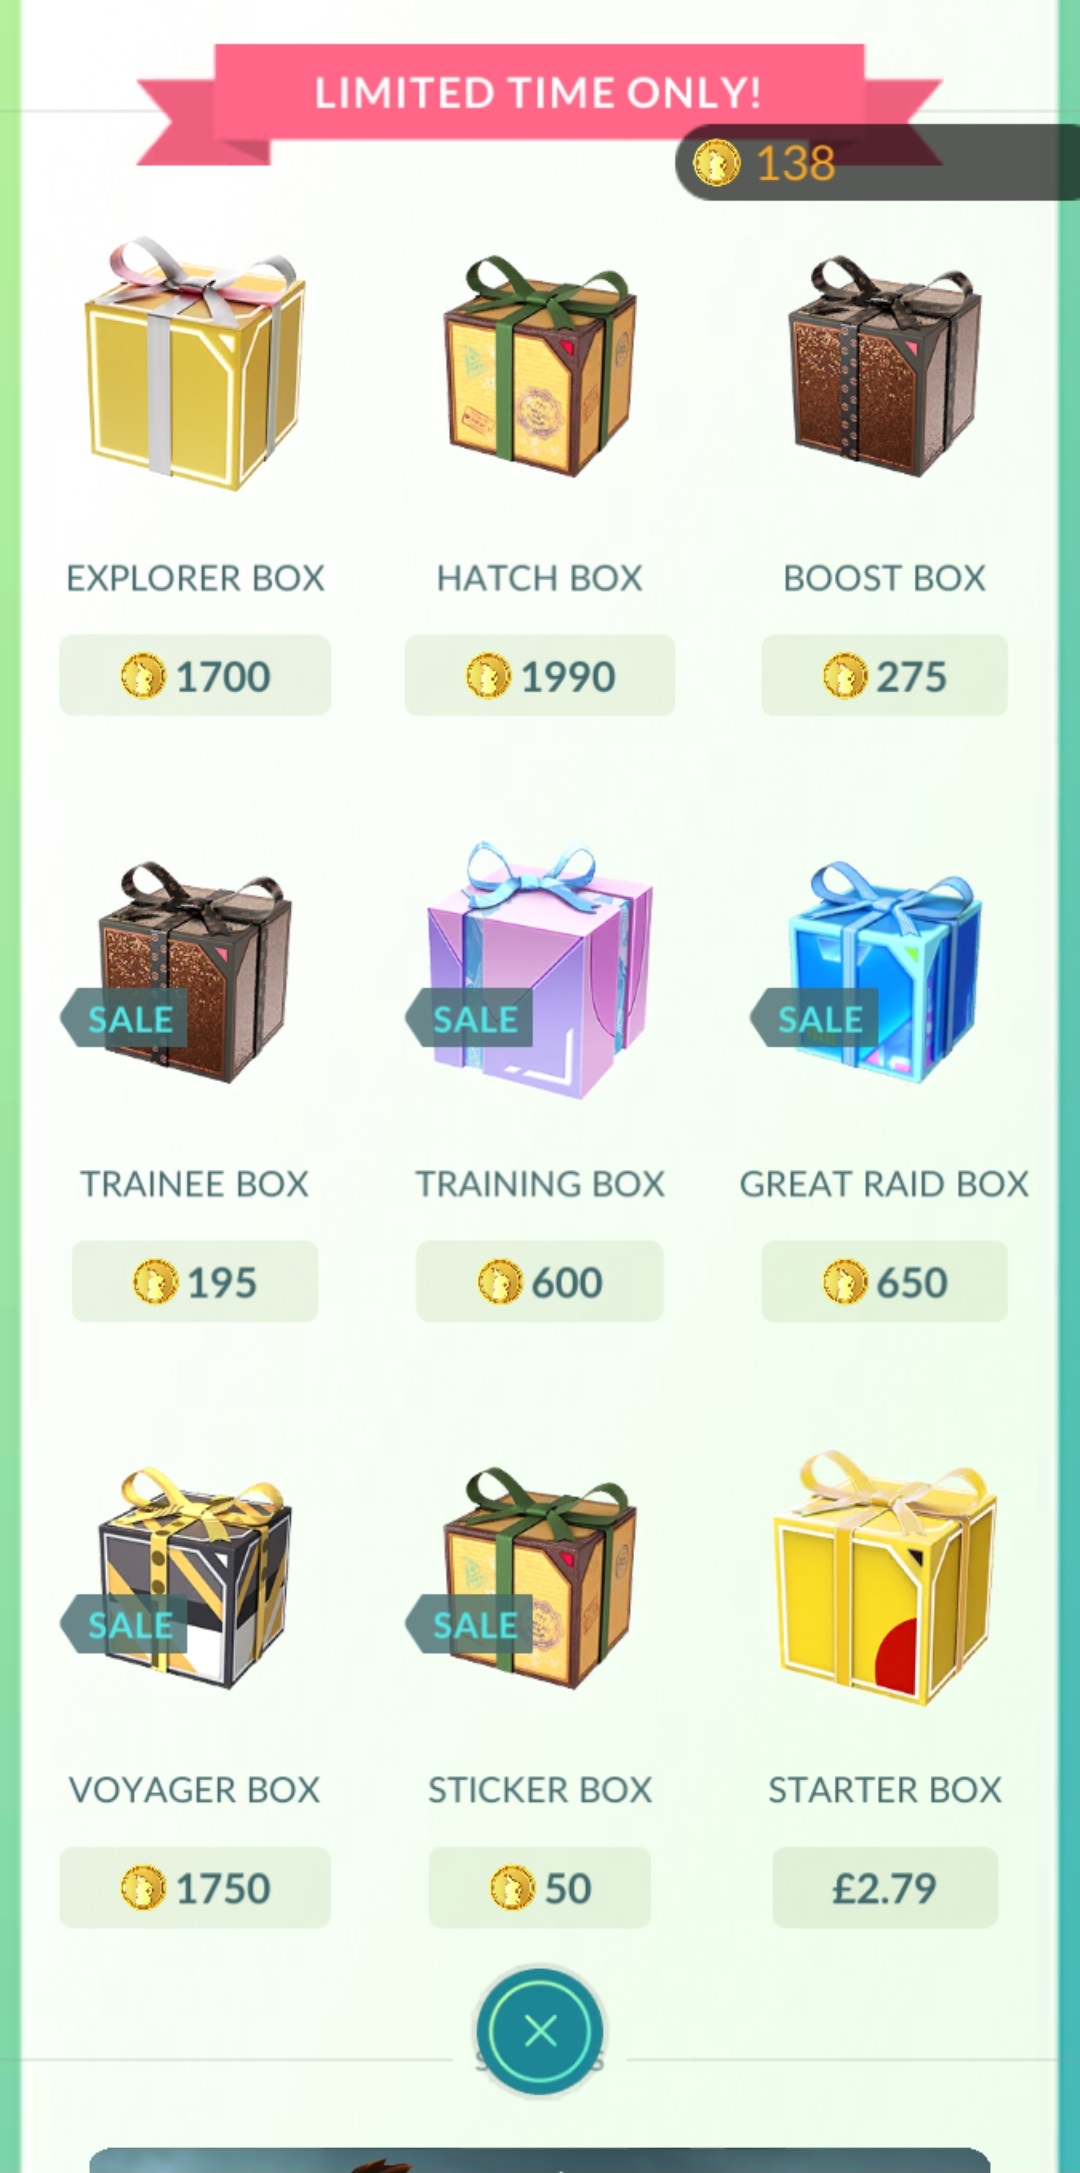 LIMITED TIME ONLY!
138
EXPLORER BOX
HATCH BOX
BOOST BOX
1700
1990
275
SALE
SALE
SALE
TRAINEE BOX
TRAINING BOX
GREAT RAID BOX
195
600
650
SALE
SALE
VOYAGER BOX
STICKER BOX
STARTER BOX
1750
50
£2.79